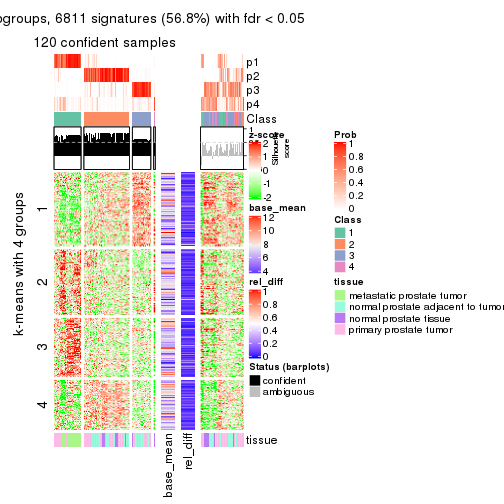 ogroups, 6811 signatures (56.8%) with fdr < 0.05
120 confident samples
p1
p2
p3
p4
Class
1
Silhouette
score
z-score
2
1
0
-1
-2
base_mean
12
10
8
6
4
rel_diff
1
0.8
0.6
0.4
0.2
0
Status (barplots)
confident
ambiguous
Prob
1
0.8
0.6
0.4
0.2
0
Class
1
2
3
4
tissue
metastatic prostate tumor
normal prostate adjacent to tumor
normal prostate tissue
primary prostate tumor
k-means with 4 groups
1
2
3
4
base_mean
rel_diff
tissue